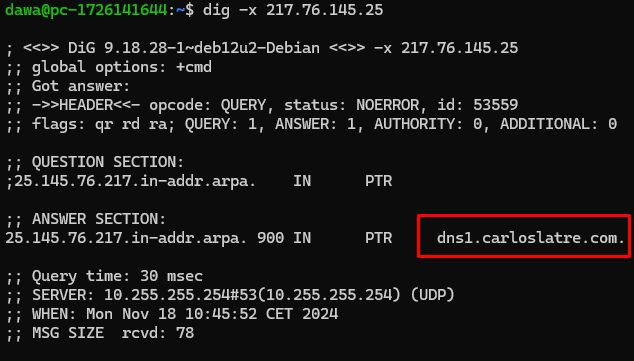 dawa@pc-1726141644:~$ dig -x 217.76.145.25
; <<>> DiG 9.18.28-1~deb12u2-Debian <<>> -x 217.76.145.25
;; global options: +cmd
;; Got answer:
;; ->>HEADER<<- opcode: QUERY, status: NOERROR, id: 53559
;; flags: qr rd ra; QUERY: 1, ANSWER: 1, AUTHORITY: 0, ADDITIONAL: 0
;; QUESTION SECTION:
;25.145.76.217.in-addr.arpa. IN PTR
;; ANSWER SECTION:
25.145.76.217.in-addr.arpa. 900 IN PTR dns1.carloslatre.com.
;; Query time: 30 msec
;; SERVER: 10.255.255.254#53(10.255.255.254) (UDP)
;; WHEN: Mon Nov 18 10:45:52 CET 2024
;; MSG SIZE rcvd: 78